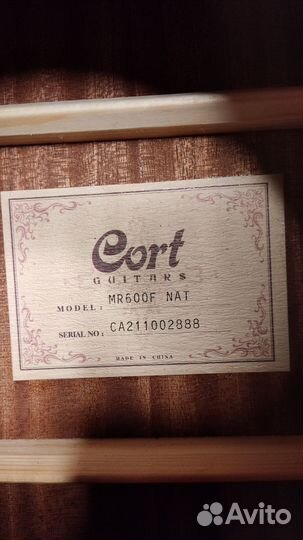 Cort
GUITARS
MODEL: MR600F NAT
SERIAL NO: CA211002888
MADE IN CHINA
Avito